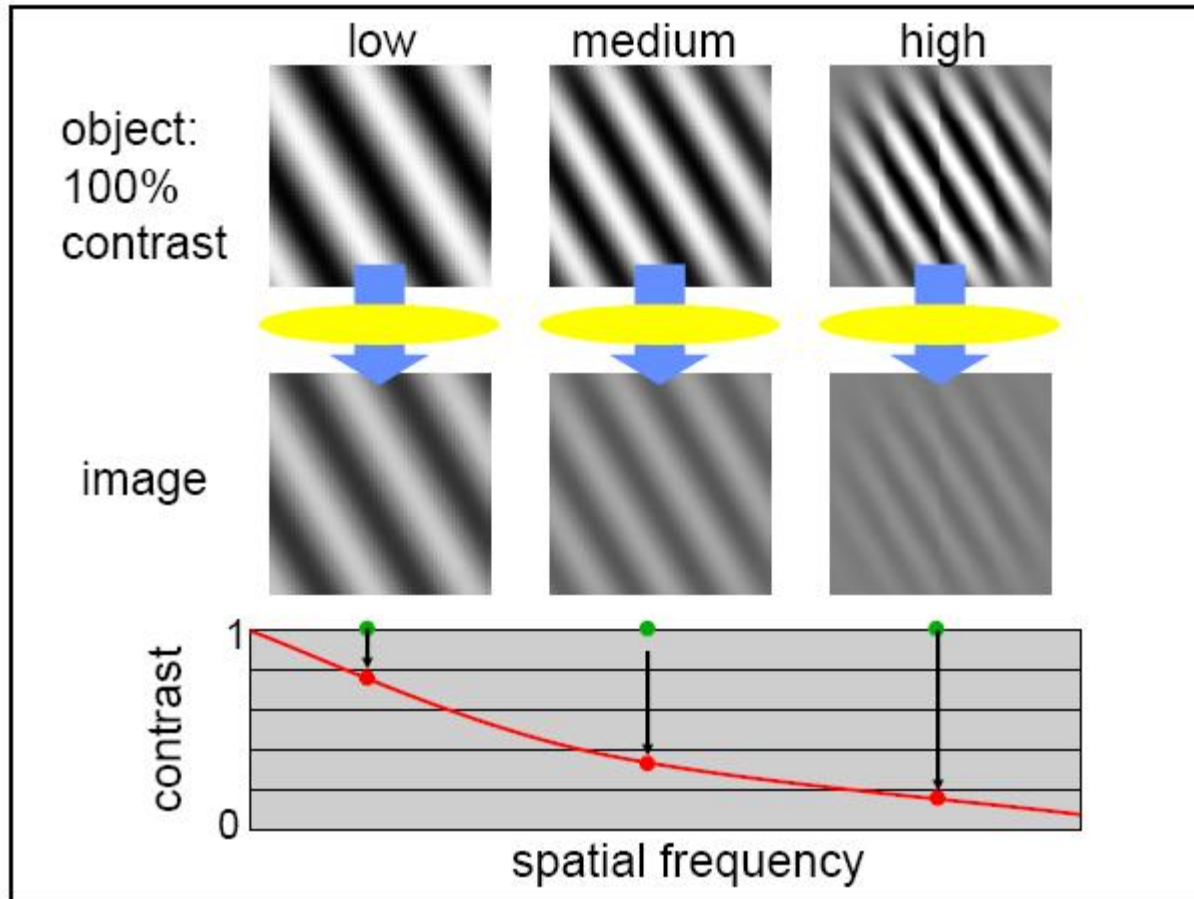 low medium high
object:
100%
contrast
image
1
contrast
0
spatial frequency